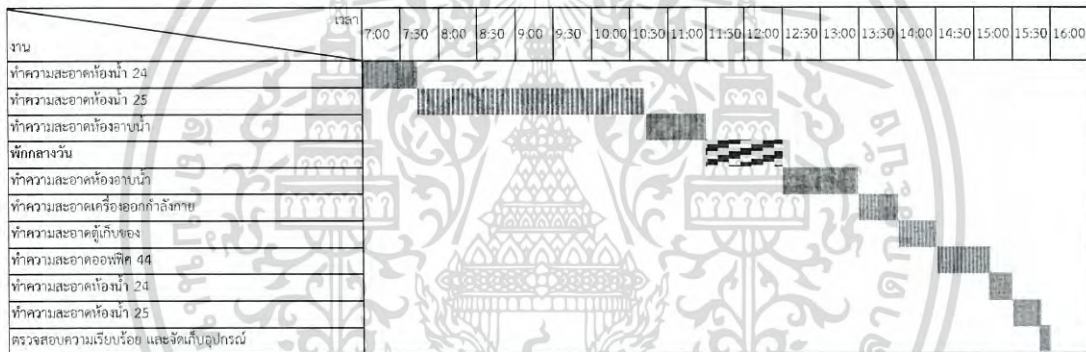 เวลา
งาน
7:00 7:30 8:00 8:30 9:00 9:30 10:00 10:30 11:00 11:30 12:00 12:30 13:00 13:30 14:00 14:30 15:00 15:30 16:00
ทำความสะอาดห้องน้ำ 24
ทำความสะอาดห้องน้ำ 25
ทำความสะอาดห้องอาบน้ำ
พักกลางวัน
ทำความสะอาดห้องอาบน้ำ
ทำความสะอาดเครื่องออกกำลังกาย
ทำความสะอาดตู้เก็บของ
ทำความสะอาดออฟฟิศ 44
ทำความสะอาดห้องน้ำ 24
ทำความสะอาดห้องน้ำ 25
ตรวจสอบความเรียบร้อย และจัดเก็บอุปกรณ์